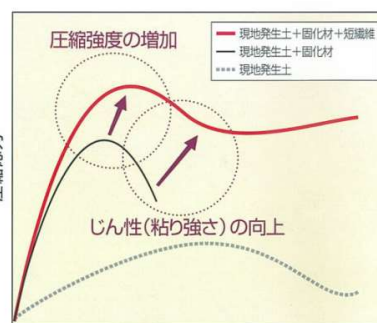 圧縮強度の増加
現地発生土+固化材+短繊維
現地発生土+固化材
現地発生土
じん性(粘り強さ)の向上